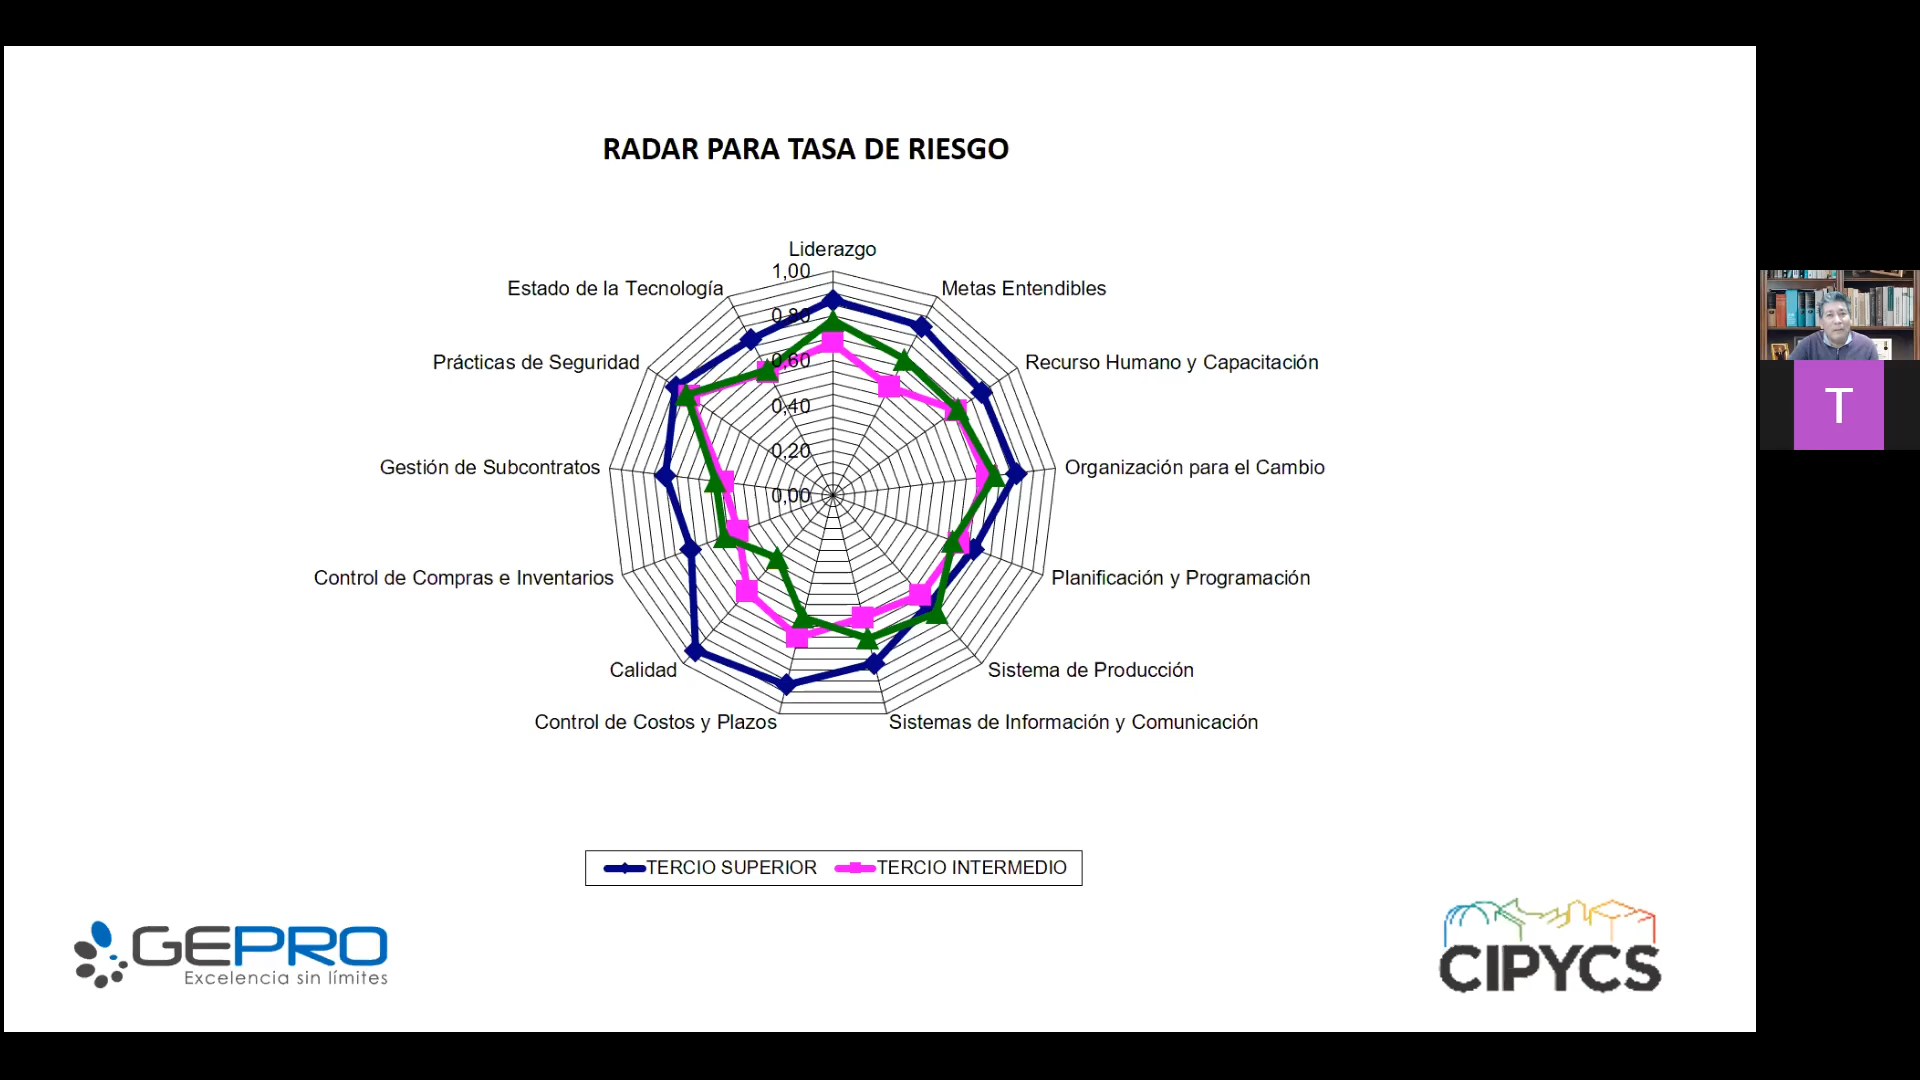 RADAR PARA TASA DE RIESGO
Liderazgo
1,00
Estado de la Tecnología
Metas Entendibles
0,80
Prácticas de Seguridad
0,60
Recurso Humano y Capacitación
0,40
0,20
Gestión de Subcontratos
Organización para el Cambio
0,00
Control de Compras e Inventarios
Planificación y Programación
Calidad
Sistema de Producción
Control de Costos y Plazos
Sistemas de Información y Comunicación
TERCIO SUPERIOR TERCIO INTERMEDIO
GEPRO
Excelencia sin límites
CIPYCS
T